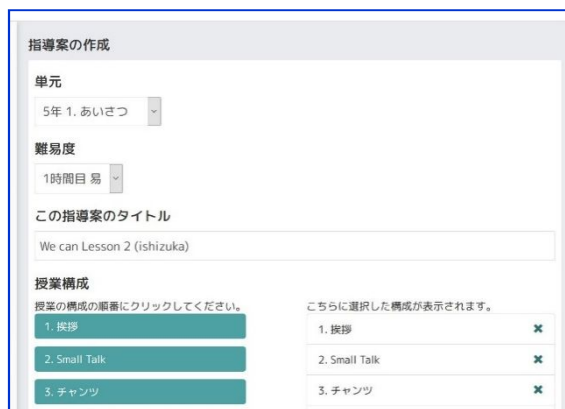 指導案の作成
単元
5年 1. あいさつ
難易度
1時間目 易
この指導案のタイトル
We can Lesson 2 (ishizuka)
授業構成
授業の構成の順番にクリックしてください。
こちらに選択した構成が表示されます。
1. 挨拶
1. 挨拶
2. Small Talk
2. Small Talk
3. チャンツ
3. チャンツ